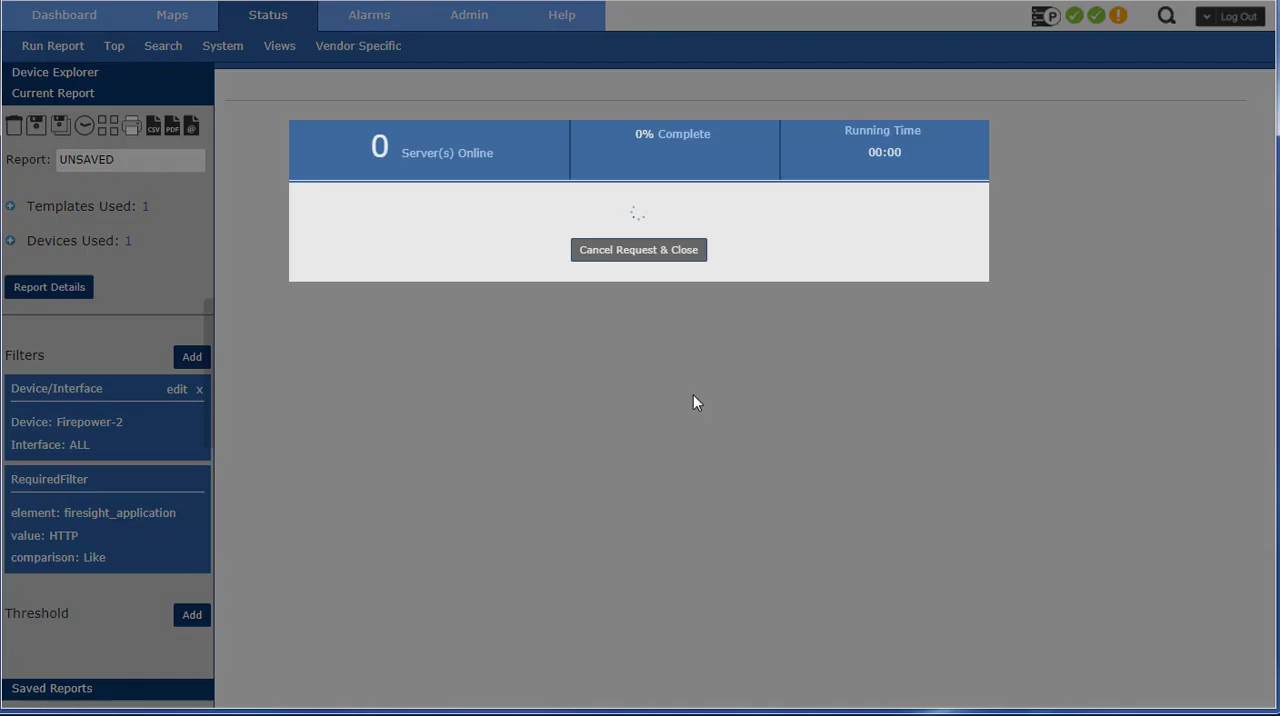 Dashboard Maps Status Alarms Admin Help P Log Out
Run Report Top Search System Views Vendor Specific
Device Explorer
Current Report
CSV PDF @
Report: UNSAVED
Templates Used: 1
Devices Used: 1
Report Details
Filters Add
Device/Interface edit x
Device: Firepower-2
Interface: ALL
RequiredFilter
element: firesight_application
value: HTTP
comparison: Like
Threshold Add
Saved Reports
0 Server(s) Online
0% Complete
Running Time
00:00
Cancel Request & Close